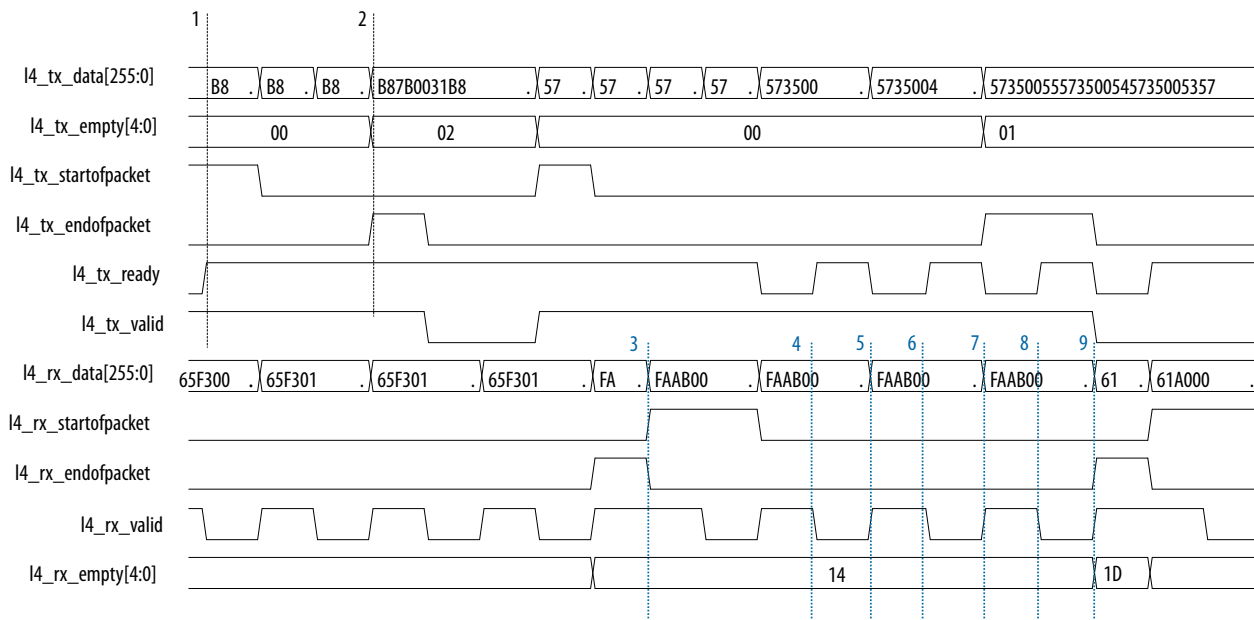 1 2
l4_tx_data[255:0] B8 . B8 . B8 . B87B0031B8 . 57 . 57 . 57 . 57 . 573500 . 5735004 . 573500555735005457350 05357
l4_tx_empty[4:0] 00 02 00 01
l4_tx_startofpacket
l4_tx_endofpacket
l4_tx_ready
l4_tx_valid
3 4 5 6 7 8 9
l4_rx_data[255:0] 65F300 . 65F301 . 65F301 . 65F301 . FA . FAAB00 . FAAB00 . FAAB00 . FAAB00 . 61 . 61A000 .
l4_rx_startofpacket
l4_rx_endofpacket
l4_rx_valid
l4_rx_empty[4:0] 14 1D